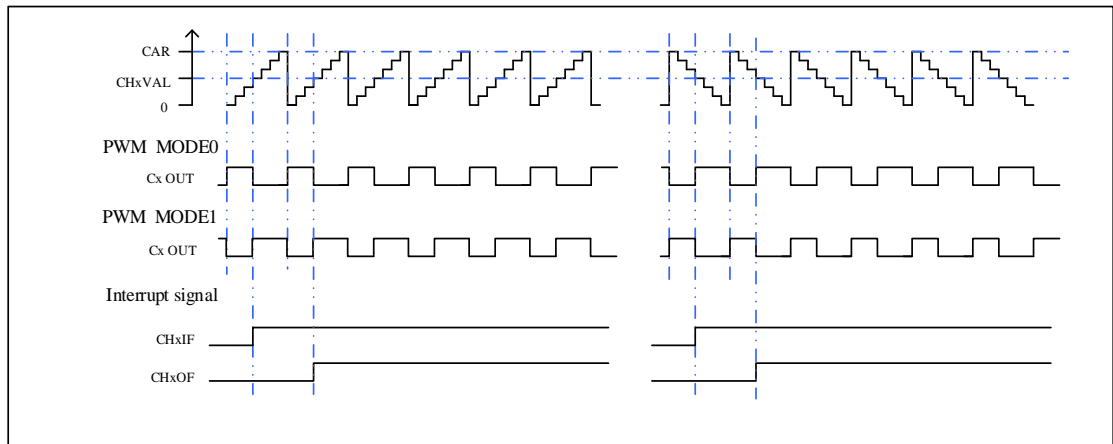 CAR
CHxVAL
0
PWM MODE0
Cx OUT
PWM MODE1
Cx OUT
Interrupt signal
CHxIF
CHxOF